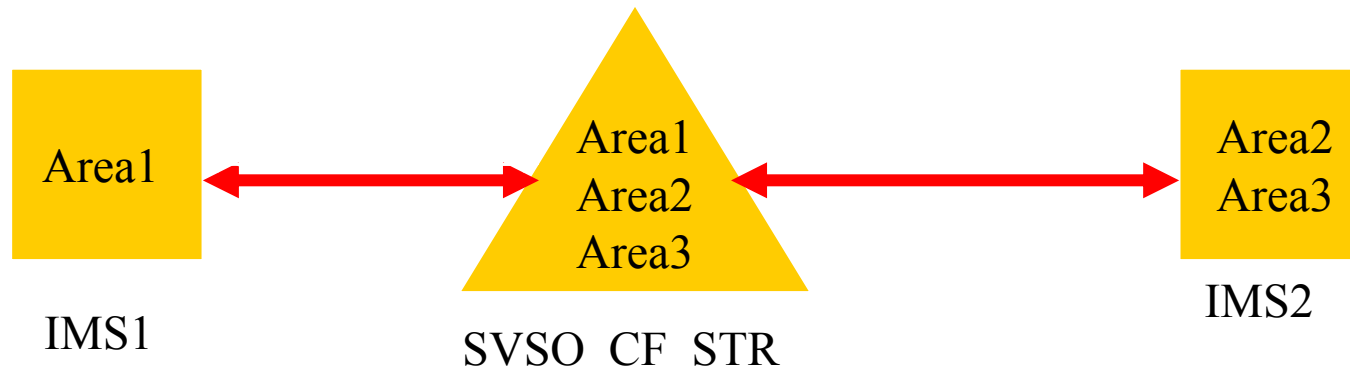 Area1
IMS1
Area1
Area2
Area3
SVSO CF STR
Area2
Area3
IMS2